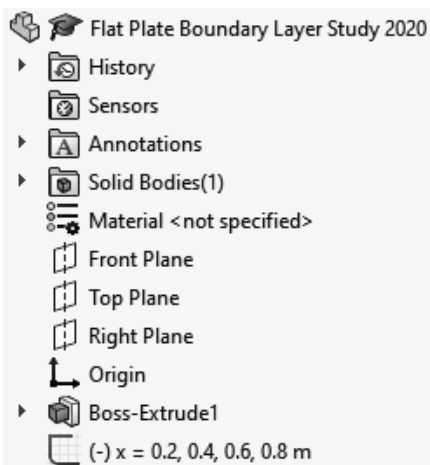 Flat Plate Boundary Layer Study 2020
History
Sensors
Annotations
Solid Bodies(1)
Material <not specified>
Front Plane
Top Plane
Right Plane
Origin
Boss-Extrude1
(-) x = 0.2, 0.4, 0.6, 0.8 m